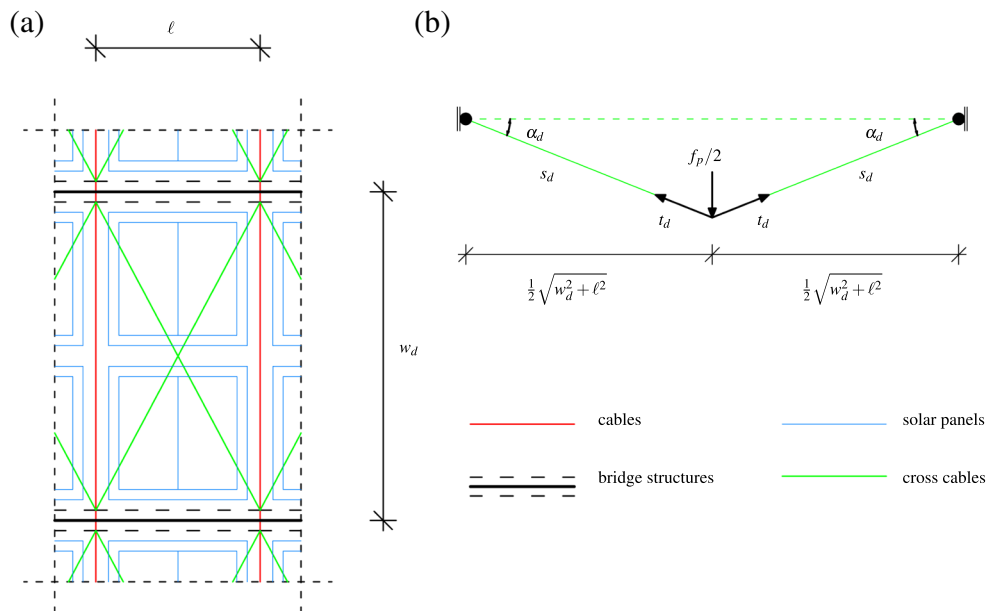 (a)
ℓ
w_d
(b)
α_d
α_d
f_p/2
s_d
s_d
t_d
t_d
½√(w_d² + ℓ²)
½√(w_d² + ℓ²)
cables
solar panels
bridge structures
cross cables